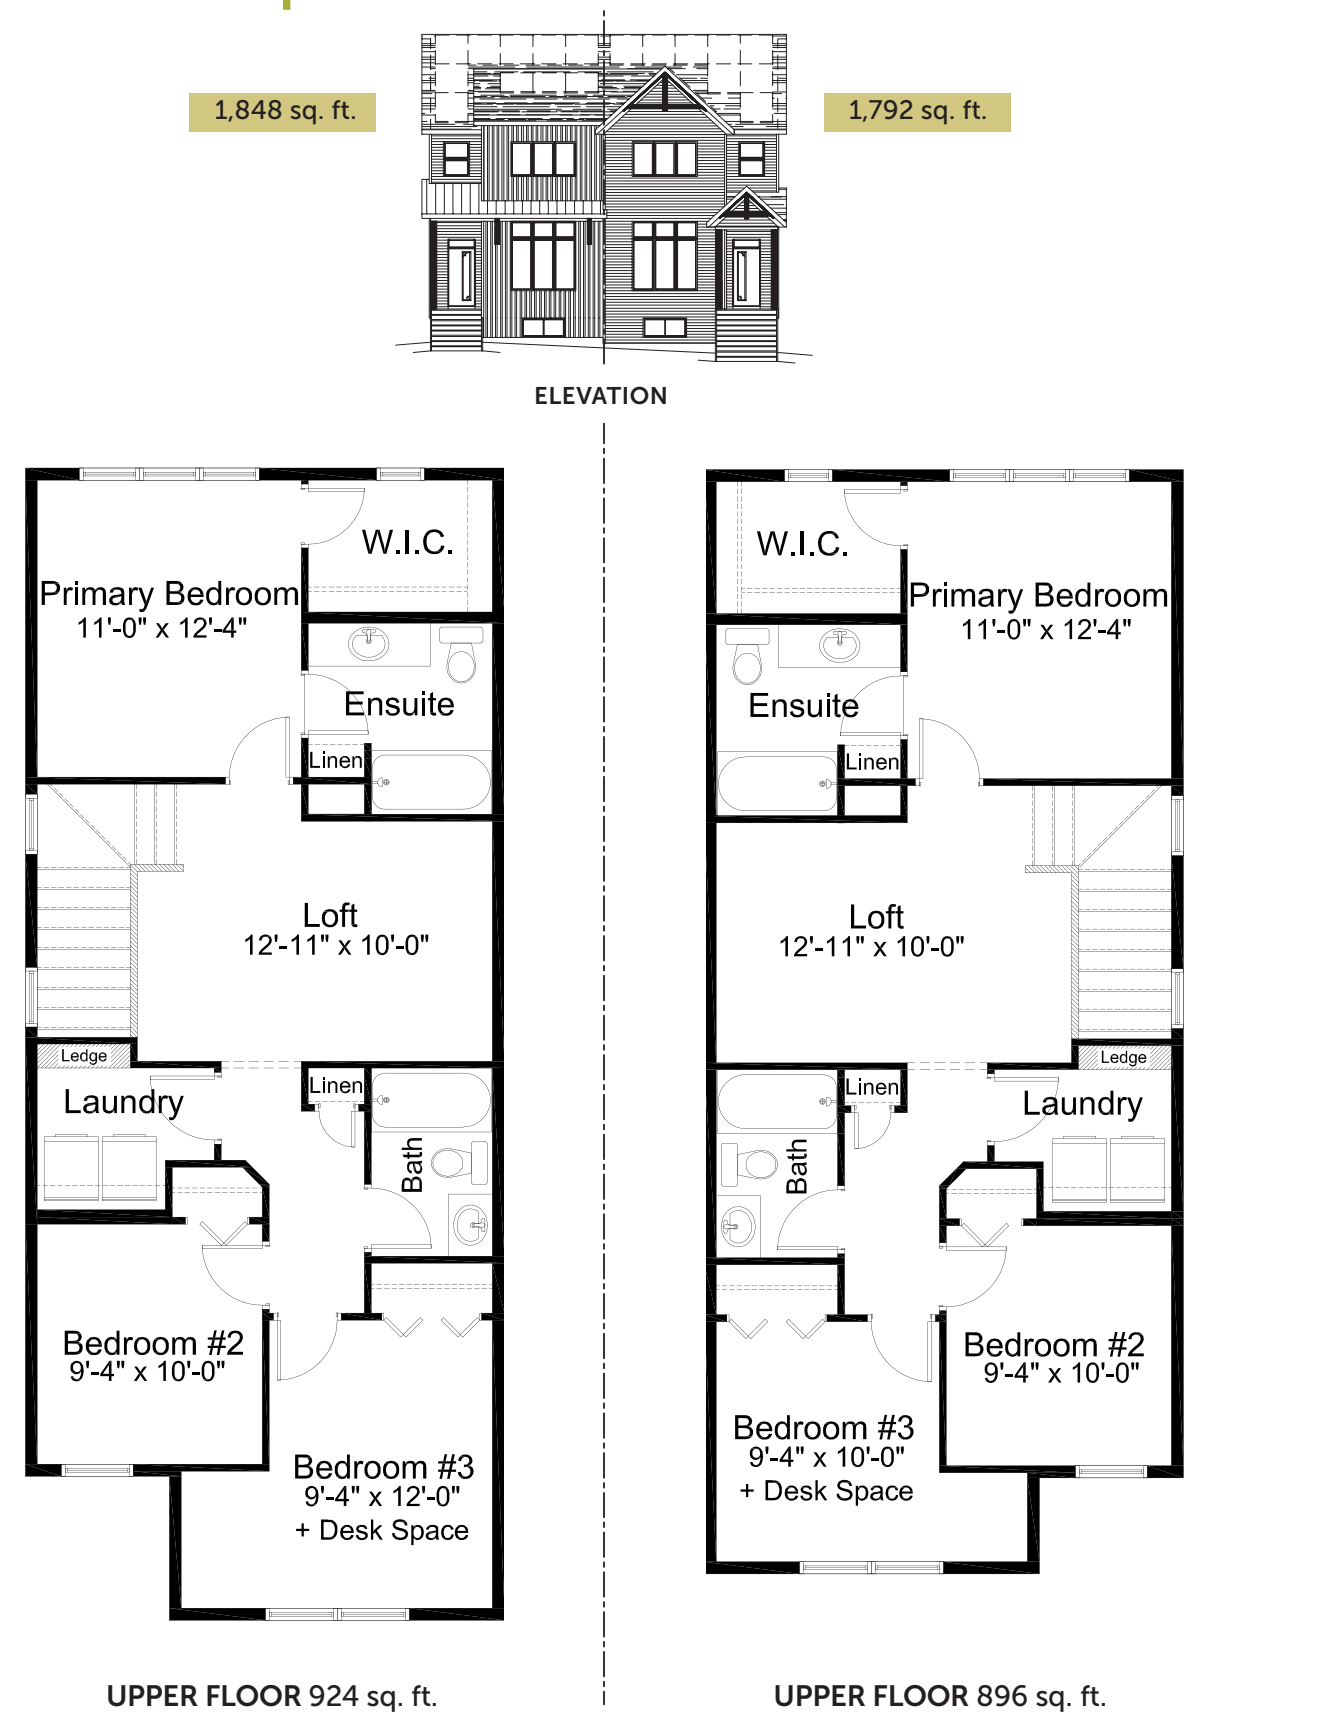 1,848 sq. ft.
1,792 sq. ft.
ELEVATION
W.I.C.
Primary Bedroom
11'-0" x 12'-4"
Ensuite
Linen
Loft
12'-11" x 10'-0"
Ledge
Laundry
Linen
Bath
Bedroom #2
9'-4" x 10'-0"
Bedroom #3
9'-4" x 12'-0"
+ Desk Space
UPPER FLOOR 924 sq. ft.
W.I.C.
Primary Bedroom
11'-0" x 12'-4"
Ensuite
Linen
Loft
12'-11" x 10'-0"
Ledge
Linen
Laundry
Bath
Bedroom #2
9'-4" x 10'-0"
Bedroom #3
9'-4" x 10'-0"
+ Desk Space
UPPER FLOOR 896 sq. ft.